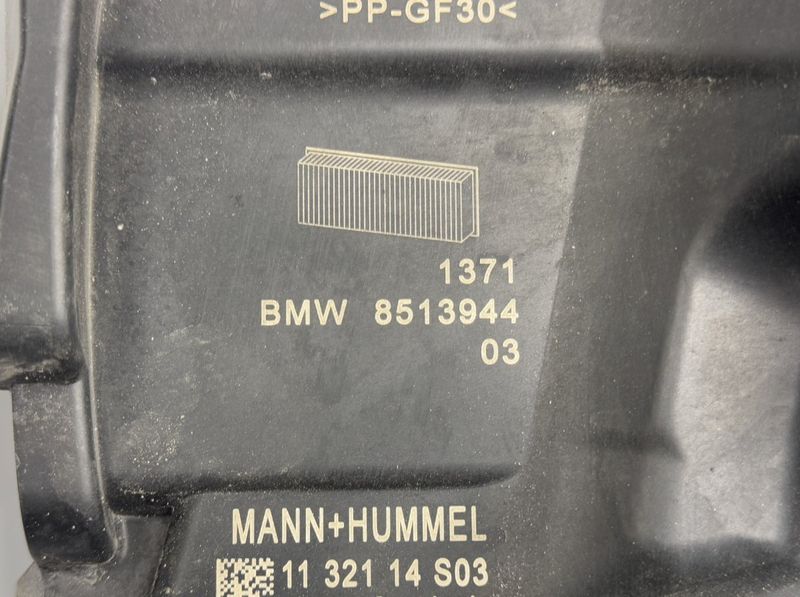 >PP-GF30<
1371
BMW 8513944
03
MANN+HUMMEL
11 321 14 S03